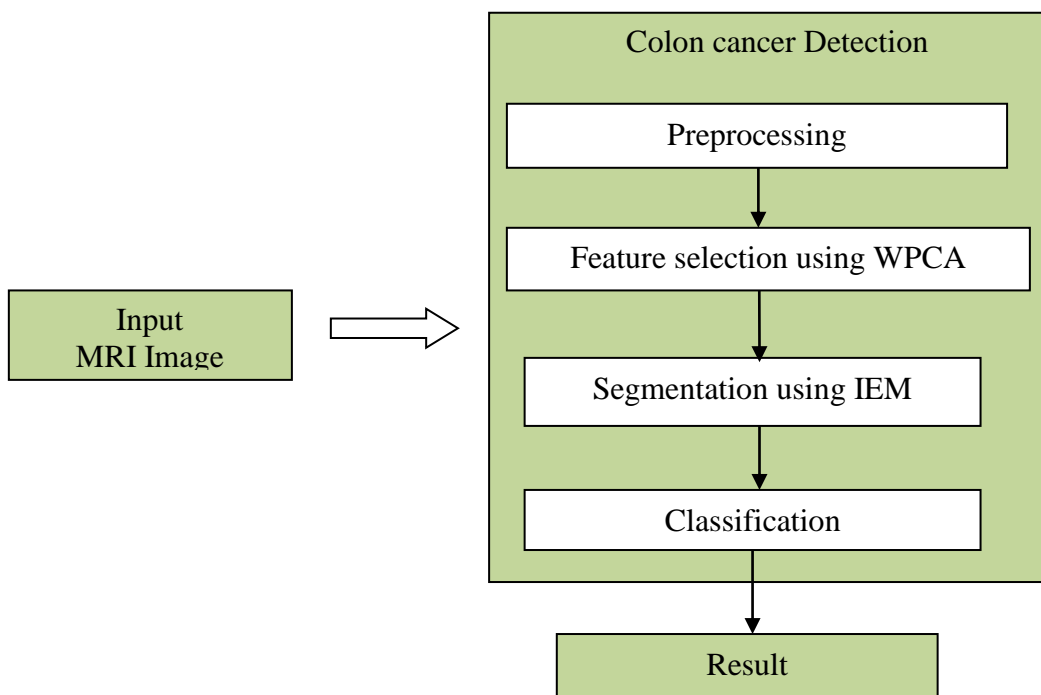 Colon cancer Detection
Preprocessing
Feature selection using WPCA
Input
MRI Image
Segmentation using IEM
Classification
Result